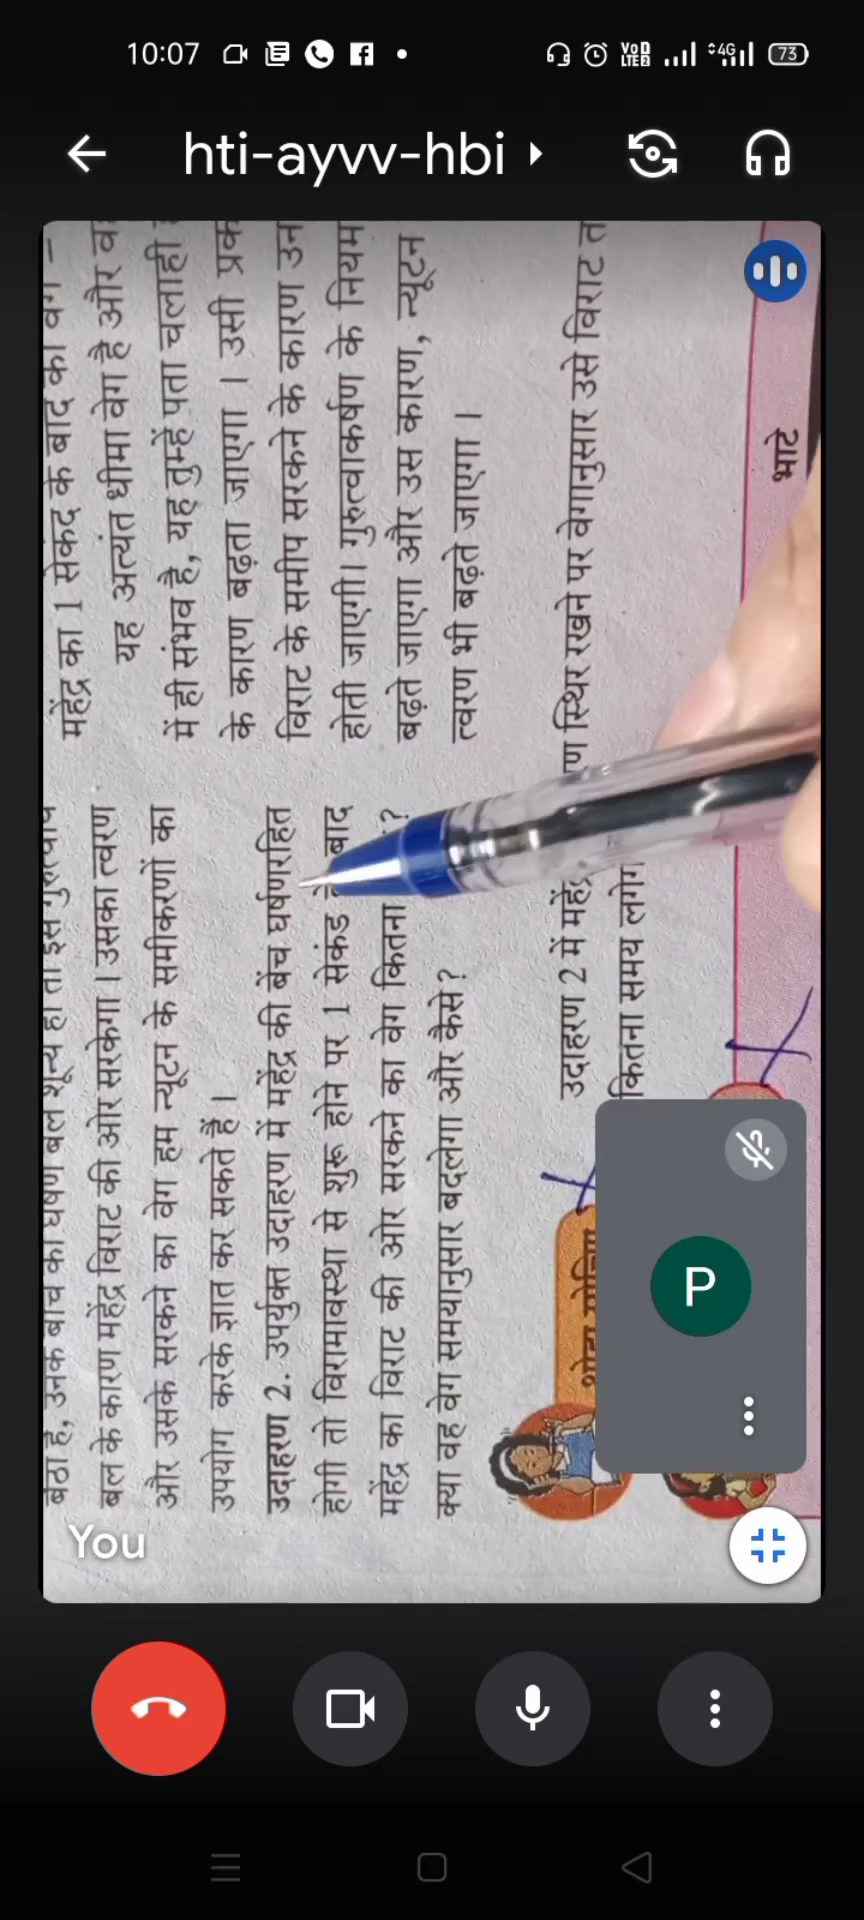 10:07
VoD LTE2
4G
73
hti-ayvv-hbi
बैठा है, उनके बीच का घर्षण बल शून्य हो तो इस
बल के कारण महेंद्र विराट की ओर सरकेगा । उसका त्वरण
और उसके सरकने का वेग हम न्यूटन के समीकरणों का
उपयोग करके ज्ञात कर सकते हैं ।
उदाहरण 2. उपर्युक्त उदाहरण में महेंद्र की बेंच घर्षणरहित
होगी तो विरामावस्था से शुरू होने पर 1 सेकंड बाद
महेंद्र का विराट की ओर सरकने का वेग कितना ?
क्या वह वेग समयानुसार बदलेगा और कैसे?
महेंद्र का 1 सेकंद के बाद का वेग –
यह अत्यंत धीमा वेग है और
में ही संभव है, यह तुम्हें पता चलाही
के कारण बढ़ता जाएगा । उसी
विराट के समीप सरकने के कारण उन
होती जाएगी। गुरुत्वाकर्षण के नियम
बढ़ते जाएगा और उस कारण, न्यूटन
त्वरण भी बढ़ते जाएगा ।
उदाहरण 2 में स्थिर रखने पर वेगानुसार उसे विराट
कितना समय
भाटे
You
P